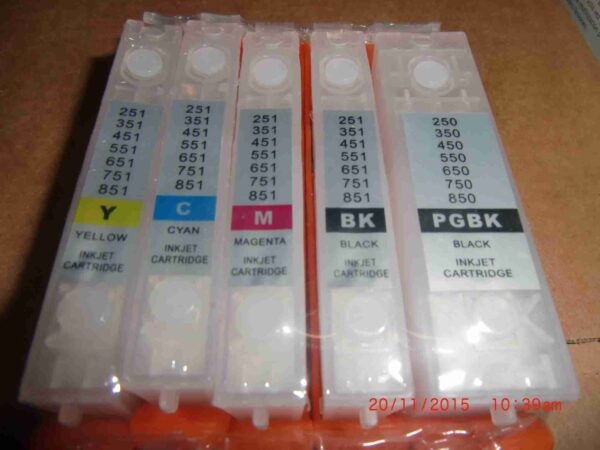 251
351
451
551
651
751
851
Y
YELLOW
INKJET
CARTRIDGE
251
351
451
551
651
751
851
C
CYAN
INKJET
CARTRIDGE
251
351
451
551
651
751
851
M
MAGENTA
INKJET
CARTRIDGE
251
351
451
551
651
751
851
BK
BLACK
INKJET
CARTRIDGE
250
350
450
550
650
750
850
PGBK
BLACK
INKJET
CARTRIDGE
20/11/2015 10:39am